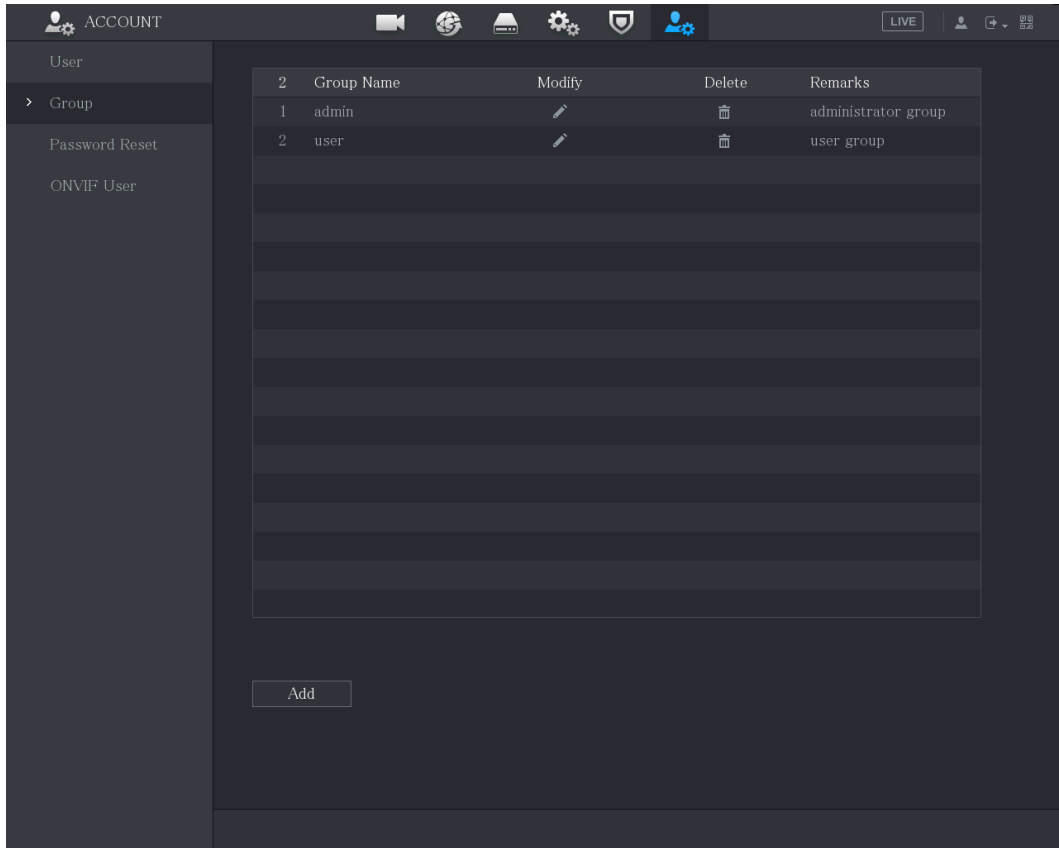 ACCOUNT LIVE
User
Group
Password Reset
ONVIF User
2 Group Name Modify Delete Remarks
1 admin administrator group
2 user user group
Add